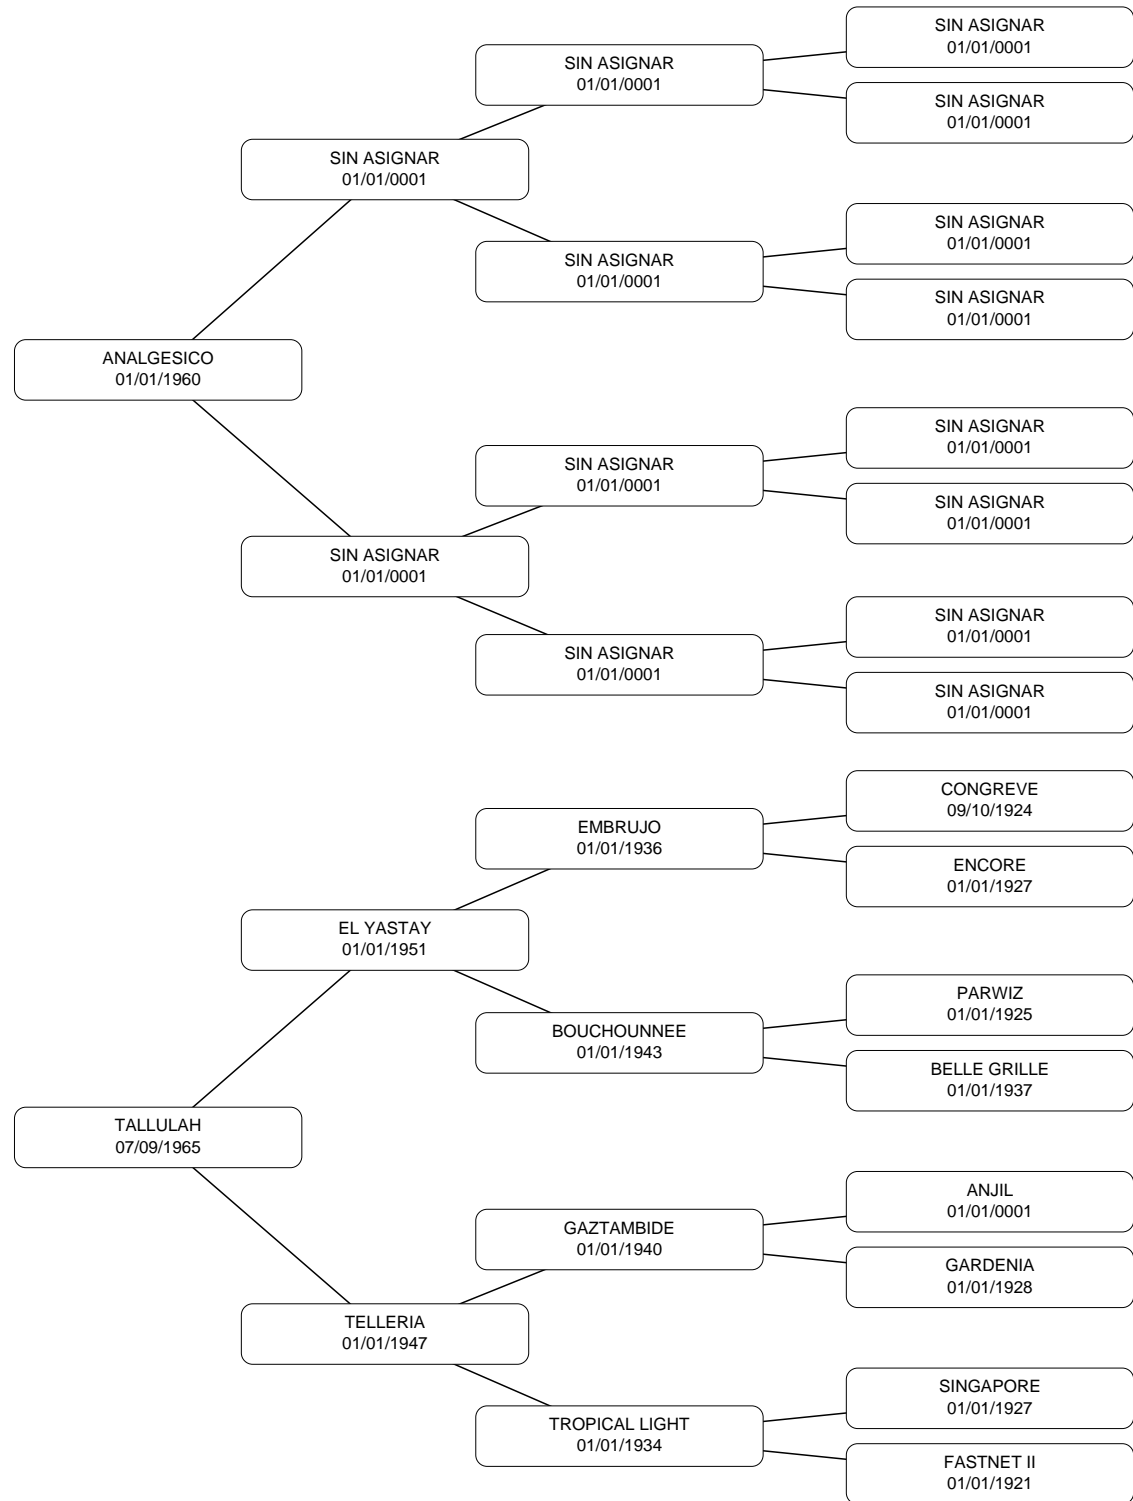 SIN ASIGNAR
01/01/0001
SIN ASIGNAR
01/01/0001
SIN ASIGNAR
01/01/0001
SIN ASIGNAR
01/01/0001
SIN ASIGNAR
01/01/0001
SIN ASIGNAR
01/01/0001
SIN ASIGNAR
01/01/0001
ANALGESICO
01/01/1960
SIN ASIGNAR
01/01/0001
SIN ASIGNAR
01/01/0001
SIN ASIGNAR
01/01/0001
SIN ASIGNAR
01/01/0001
SIN ASIGNAR
01/01/0001
SIN ASIGNAR
01/01/0001
SIN ASIGNAR
01/01/0001
CONGREVE
09/10/1924
EMBRUJO
01/01/1936
ENCORE
01/01/1927
EL YASTAY
01/01/1951
PARWIZ
01/01/1925
BOUCHOUNNEE
01/01/1943
BELLE GRILLE
01/01/1937
TALLULAH
07/09/1965
ANJIL
01/01/0001
GAZTAMBIDE
01/01/1940
GARDENIA
01/01/1928
TELLERIA
01/01/1947
SINGAPORE
01/01/1927
TROPICAL LIGHT
01/01/1934
FASTNET II
01/01/1921